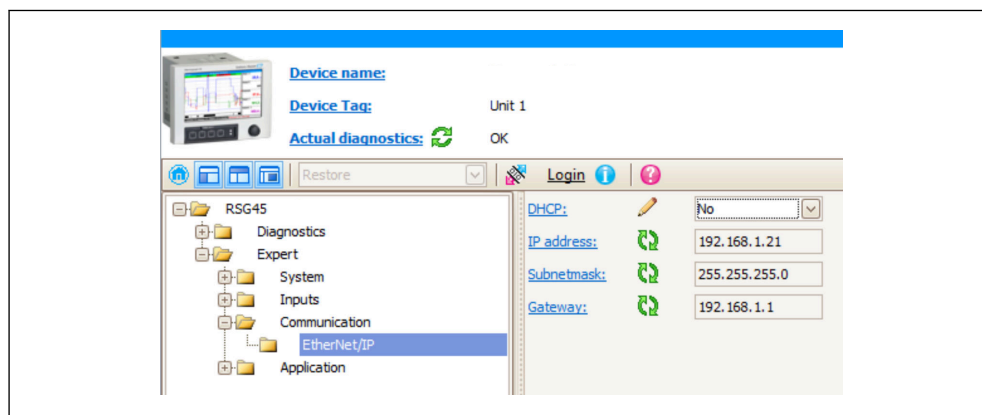 Device name:
Device Tag: Unit 1
Actual diagnostics: OK
Restore Login
RSG45
Diagnostics
Expert
System
Inputs
Communication
EtherNet/IP
Application
DHCP: No
IP address: 192.168.1.21
Subnetmask: 255.255.255.0
Gateway: 192.168.1.1